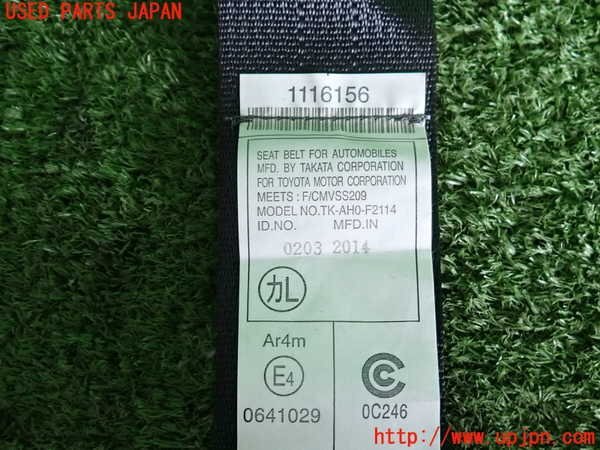 USED PARTS JAPAN
1116156
SEAT BELT FOR AUTOMOBILES
MFD. BY TAKATA CORPORATION
FOR TOYOTA MOTOR CORPORATION
MEETS : F/CMVSS209
MODEL NO.TK-AH0-F2114
ID.NO. MFD.IN
0203 2014
カL
Ar4m
E4
0641029
C
0C246
http://www.upjpn.com/